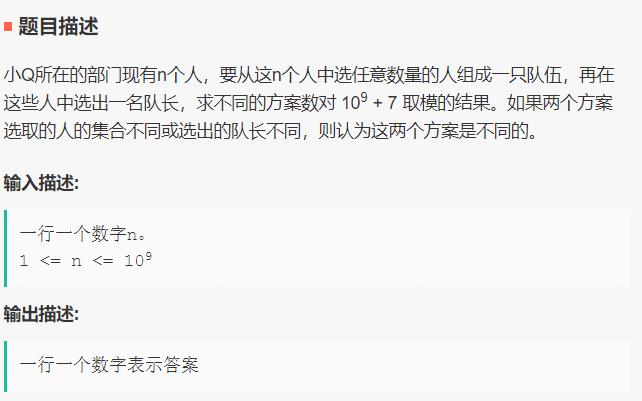 题目描述
小Q所在的部门现有n个人，要从这n个人中选任意数量的人组成一只队伍，再在
这些人中选出一名队长，求不同的方案数对 10⁹ + 7 取模的结果。如果两个方案
选取的人的集合不同或选出的队长不同，则认为这两个方案是不同的。
输入描述:
一行一个数字n。
1 <= n <= 10⁹
输出描述:
一行一个数字表示答案